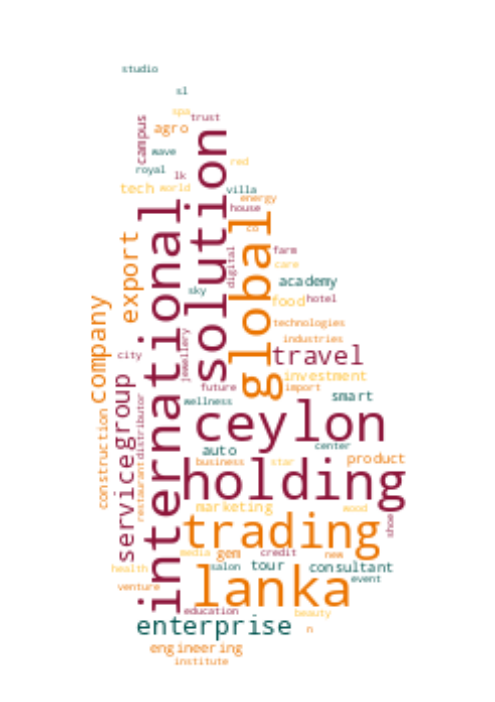 studio
sl
spa
trust
campus
agro
solution
wave
red
royal
lk
tech
world
villa
energy
international
house
global
co
export
digital
farm
care
academy
sky
food
hotel
company
technologies
jewellery
industries
city
travel
investment
group
future
import
smart
distributor
wellness
ceylon
construction
service
auto
center
restaurant
business
star
product
holding
marketing
wood
shoe
trading
media
gem
credit
new
health
salon
tour
consultant
event
venture
lanka
education
beauty
enterprise
n
engineering
institute